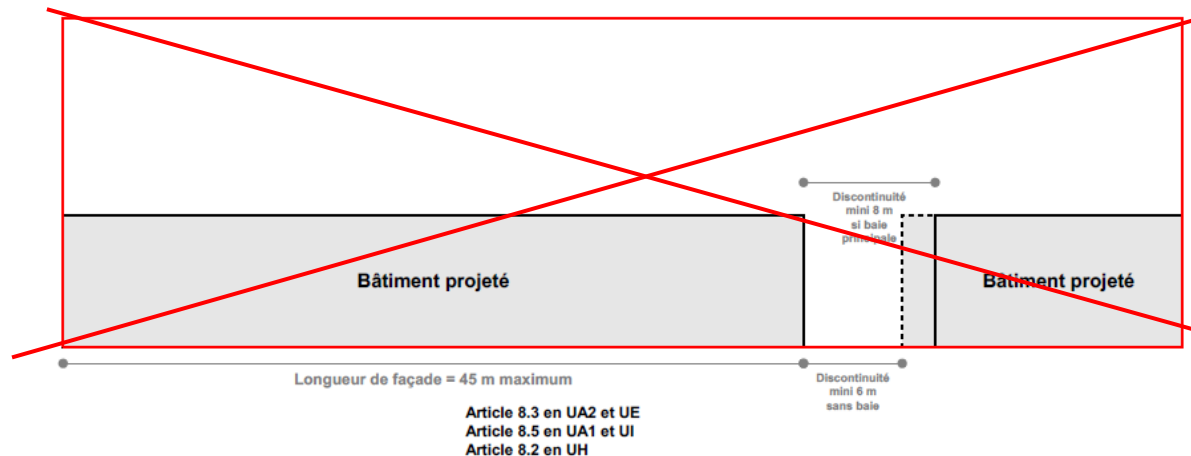 Discontinuité
mini 8 m
si baie
principale
Bâtiment projeté
Bâtiment projeté
Longueur de façade = 45 m maximum
Discontinuité
mini 6 m
sans baie
Article 8.3 en UA2 et UE
Article 8.5 en UA1 et UI
Article 8.2 en UH